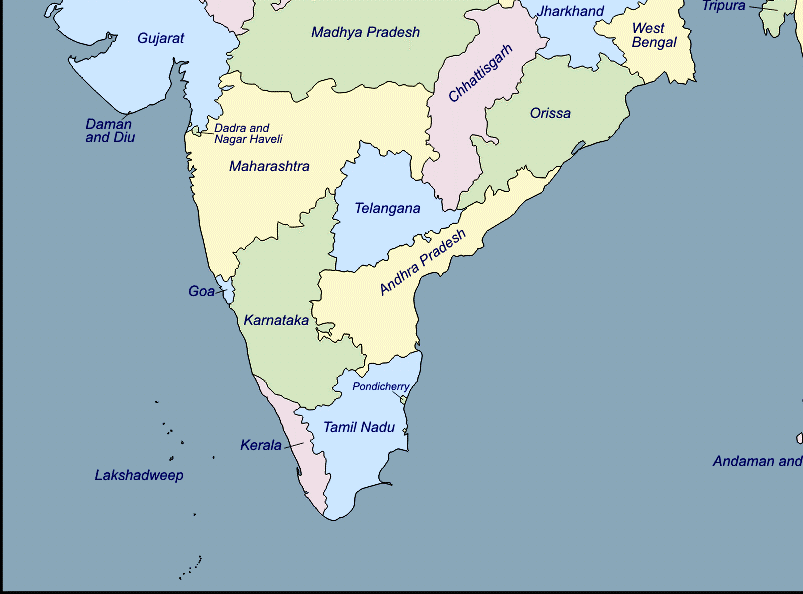 Tripura
Jharkhand
West
Bengal
Madhya Pradesh
Gujarat
Chhattisgarh
Orissa
Daman
and Diu
Dadra and
Nagar Haveli
Maharashtra
Telangana
Andhra Pradesh
Goa
Karnataka
Pondicherry
Tamil Nadu
Kerala
Lakshadweep
Andaman and